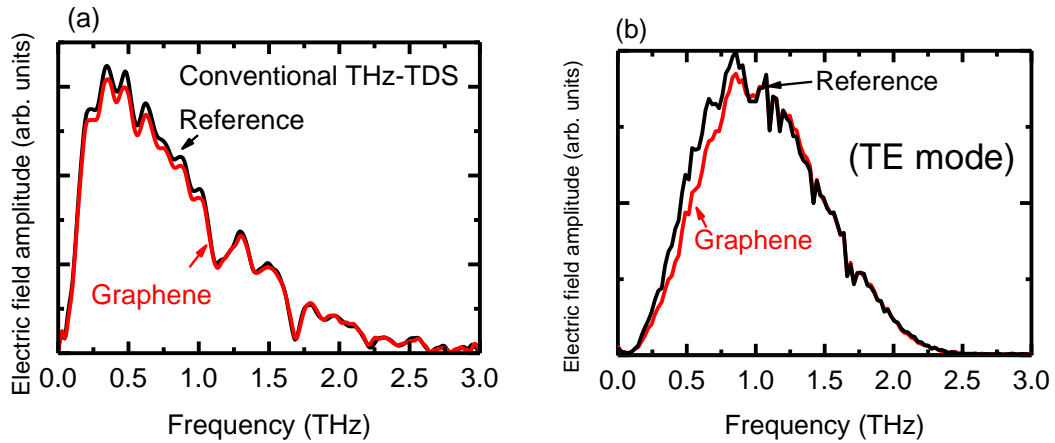 (a)
Conventional THz-TDS
Reference
Graphene
Electric field amplitude (arb. units)
0.0 0.5 1.0 1.5 2.0 2.5 3.0
Frequency (THz)
(b)
Reference
(TE mode)
Graphene
Electric field amplitude (arb. units)
0.0 0.5 1.0 1.5 2.0 2.5 3.0
Frequency (THz)